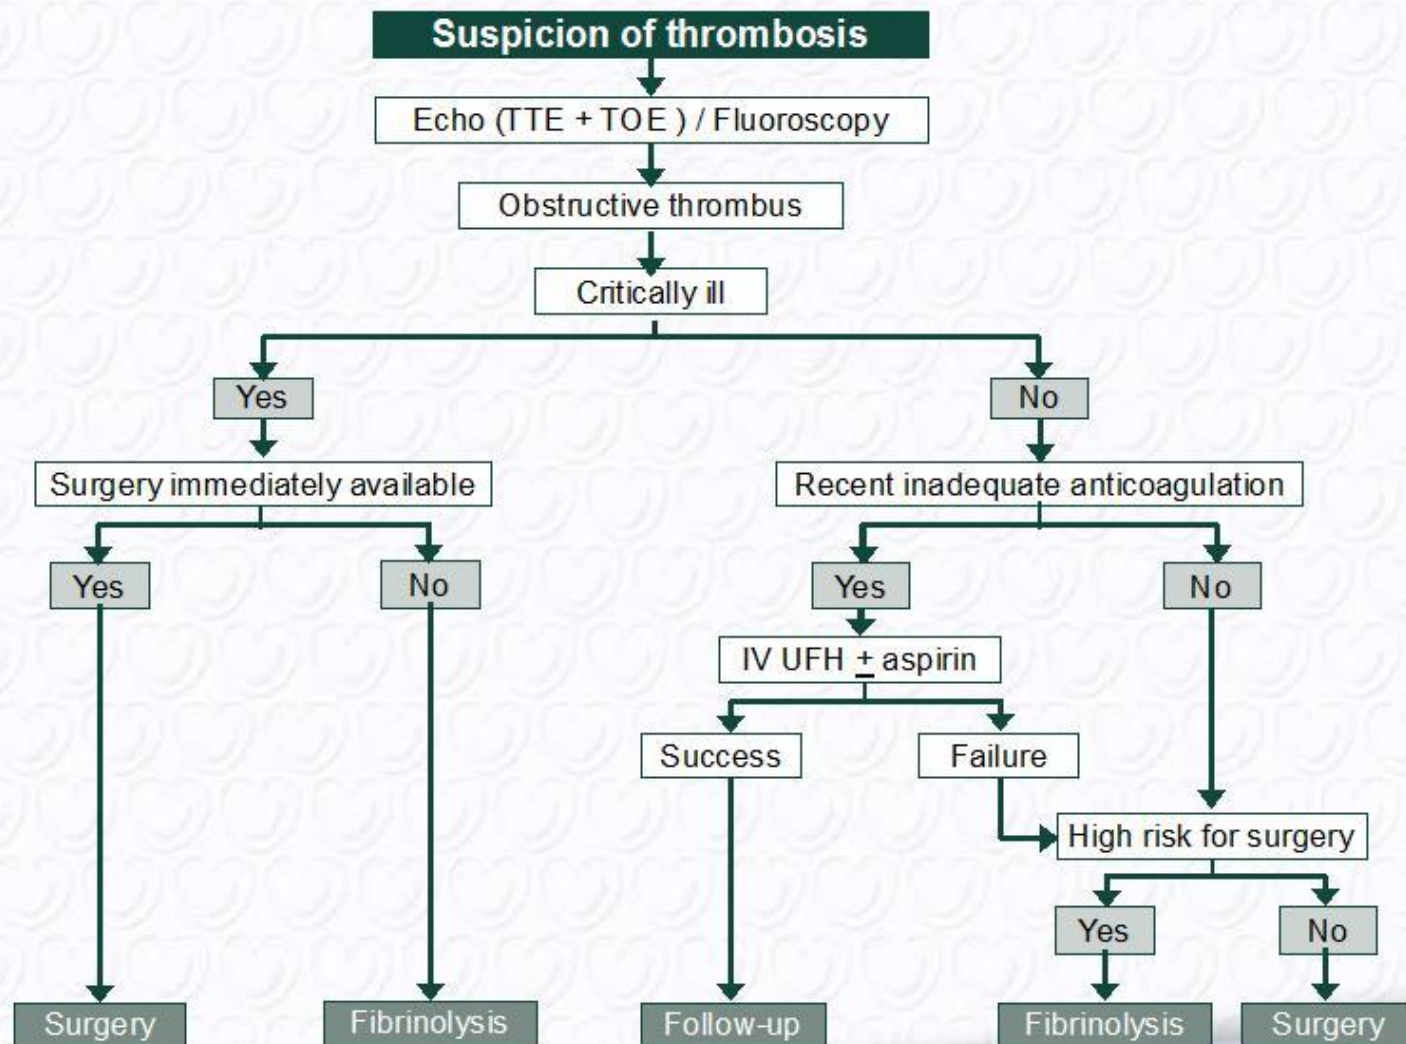 Suspicion of thrombosis
Echo (TTE + TOE ) / Fluoroscopy
Obstructive thrombus
Critically ill
Yes
No
Surgery immediately available
Recent inadequate anticoagulation
Yes
No
Yes
No
IV UFH ± aspirin
Success
Failure
High risk for surgery
Yes
No
Surgery
Fibrinolysis
Follow-up
Fibrinolysis
Surgery